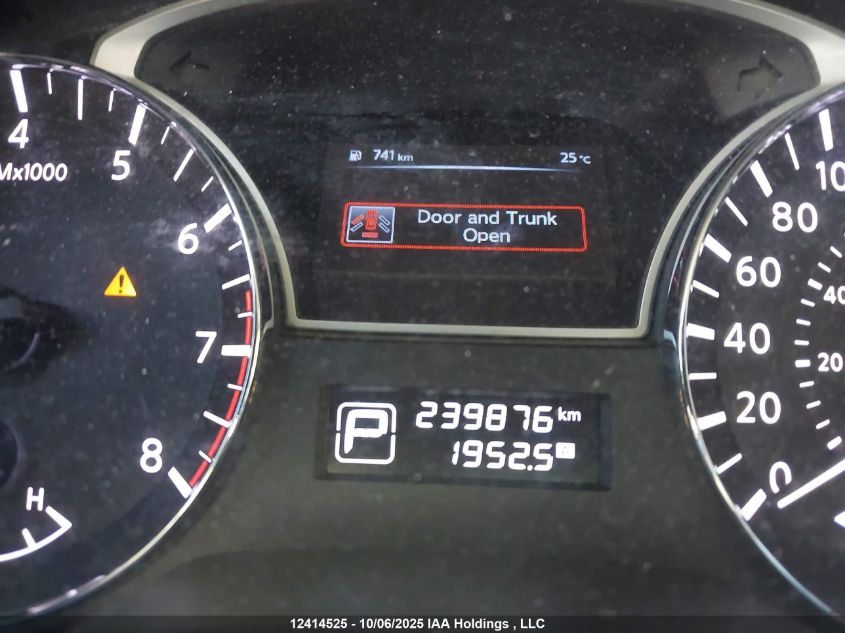 741 km 25 °C
Door and Trunk
Open
4 5 6 7 8
Mx1000
H
P
239876 km
1952.5 A
0 20 40 60 80 10
20 40
12414525 - 10/06/2025 IAA Holdings , LLC